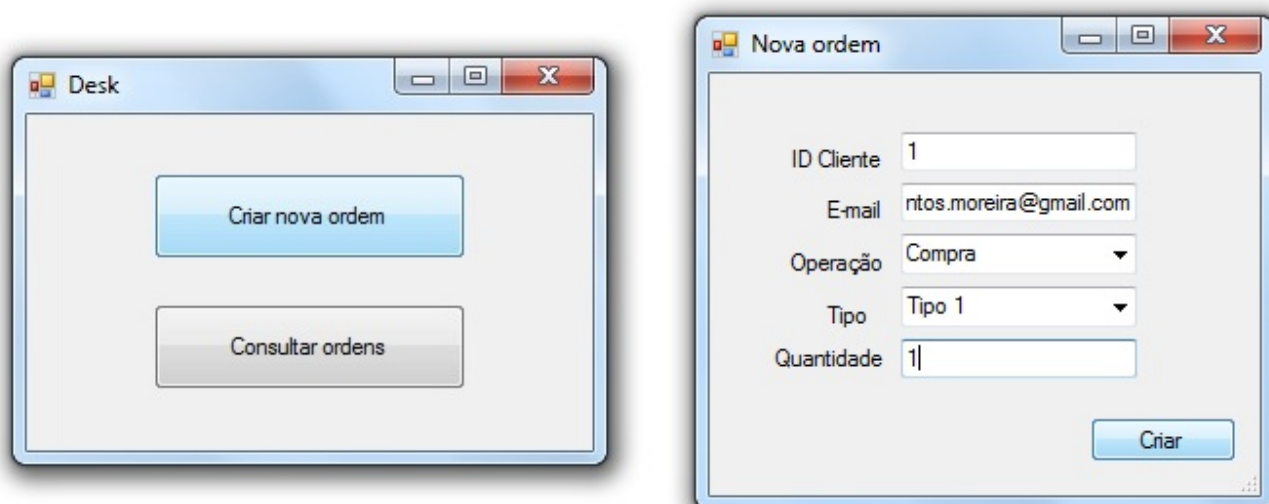 Desk
Criar nova ordem
Consultar ordens
Nova ordem
ID Cliente 1
E-mail ntos.moreira@gmail.com
Operação Compra
Tipo Tipo 1
Quantidade 1
Criar